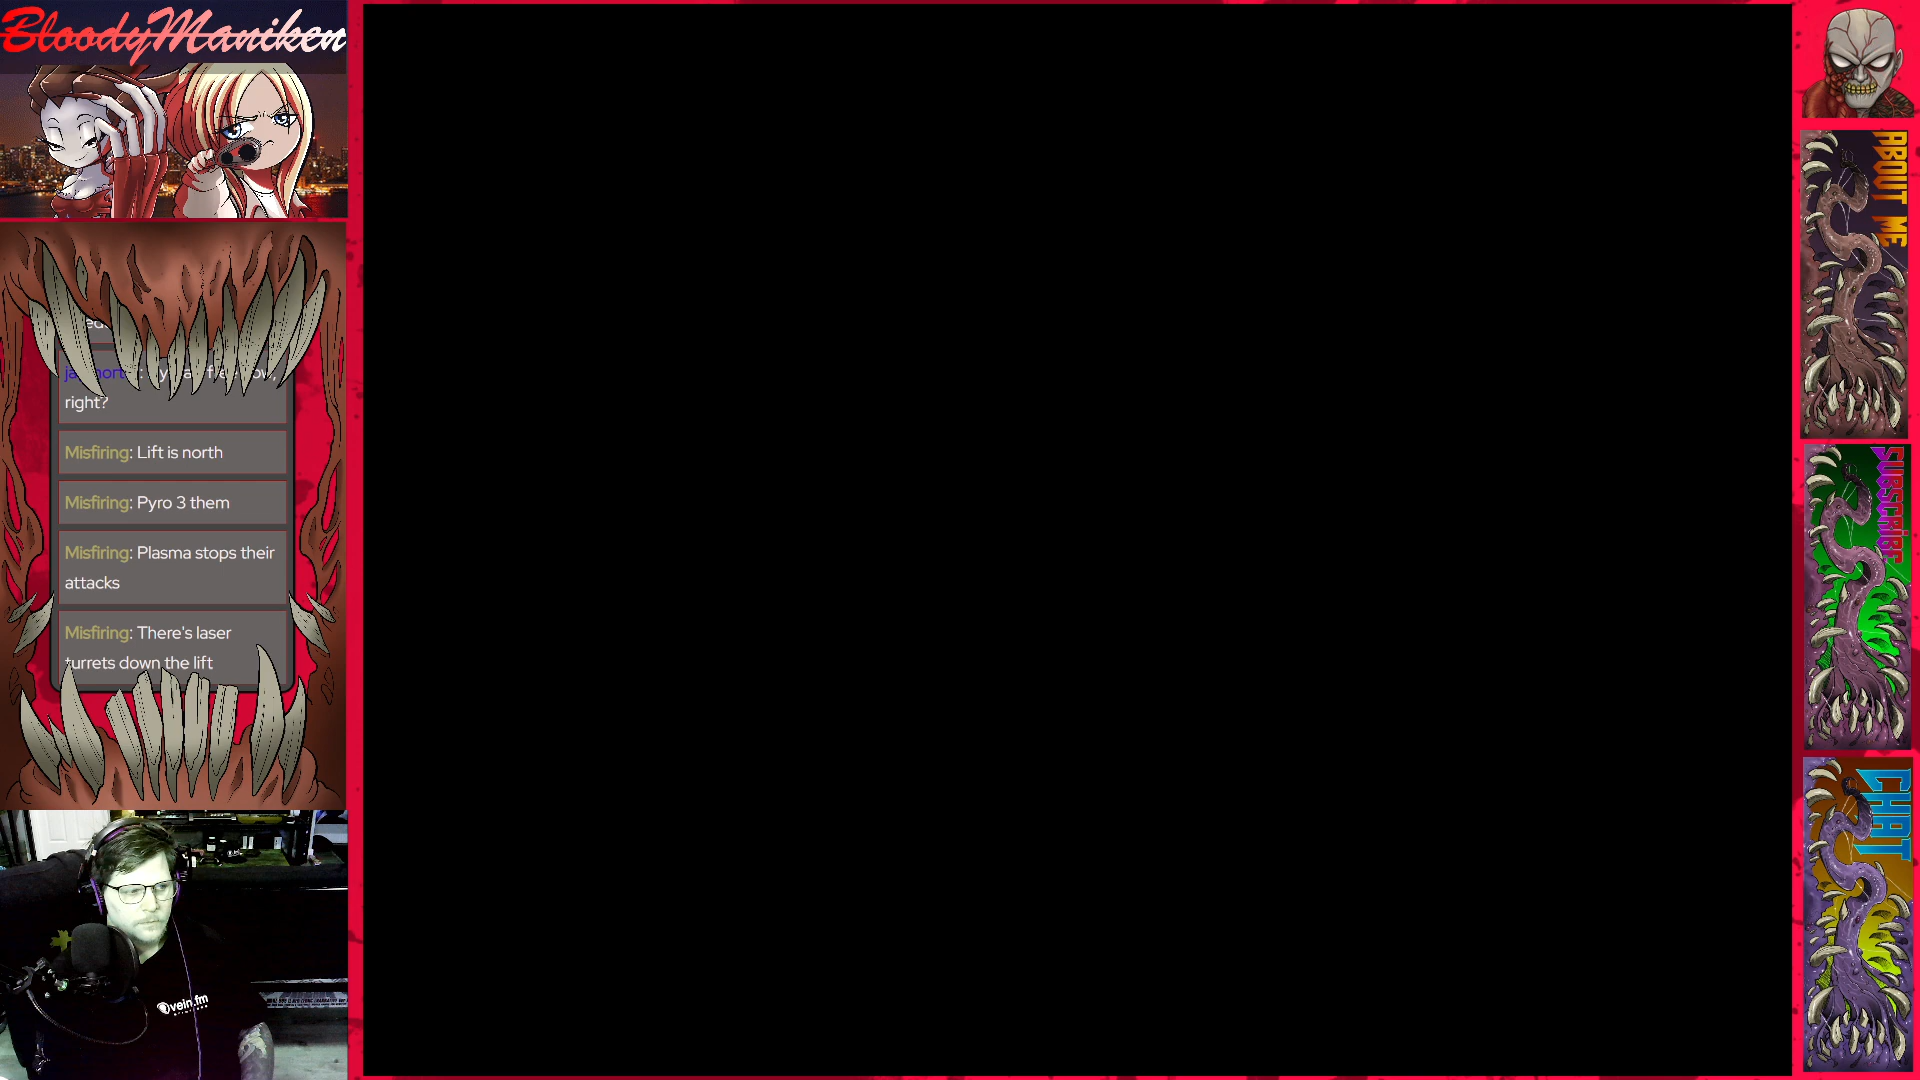 BloodyManiken
right?
Misfiring: Lift is north
Misfiring: Pyro 3 them
Misfiring: Plasma stops their
attacks
Misfiring: There's laser
turrets down the lift
vein.fm
ABOUT ME
SUBSCRIBE
CHAT